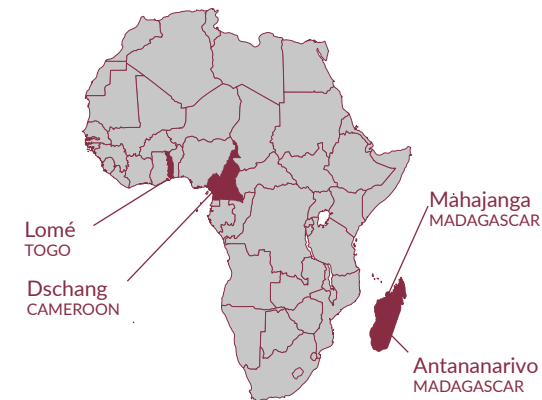 Mahajanga
MADAGASCAR
Lomé
TOGO
Dschang
CAMEROON
Antananarivo
MADAGASCAR